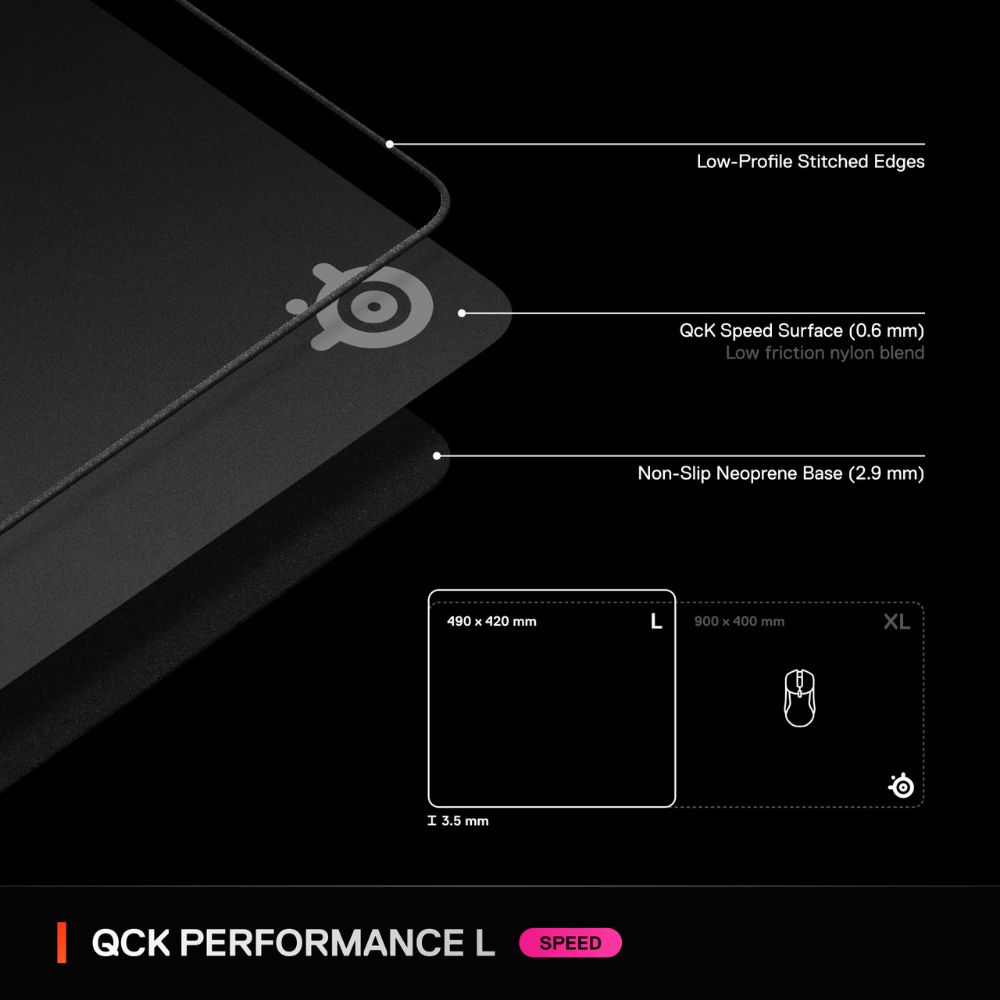 Low-Profile Stitched Edges
QcK Speed Surface (0.6 mm)
Low friction nylon blend
Non-Slip Neoprene Base (2.9 mm)
490 x 420 mm
L
900 x 400 mm
XL
3.5 mm
QCK PERFORMANCE L
SPEED